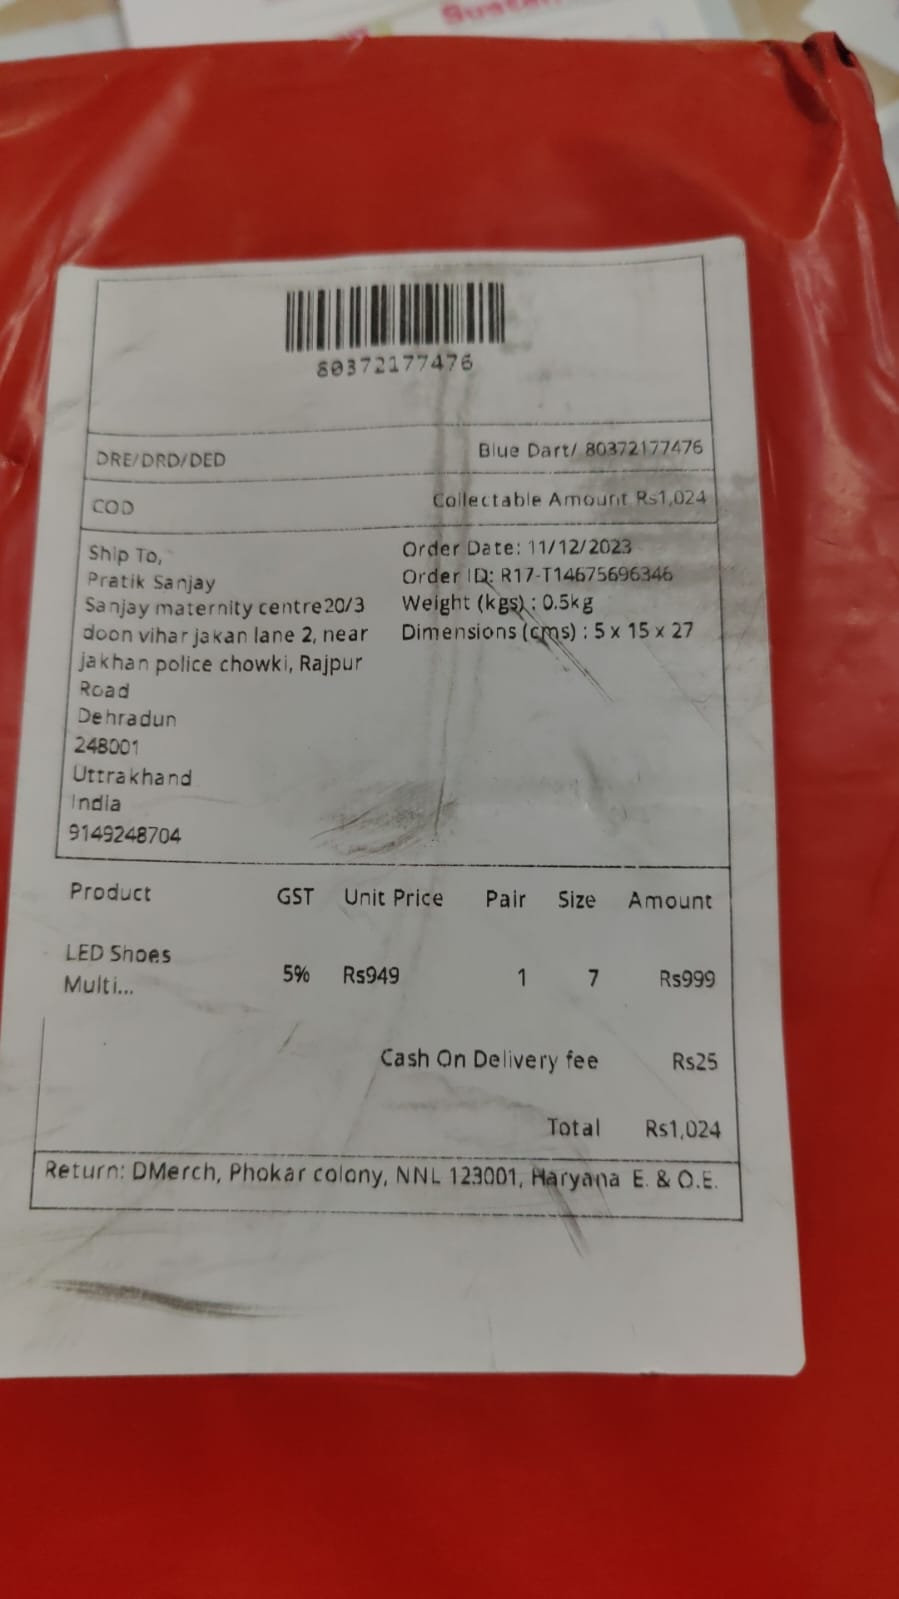 80372177476
DRE/DRD/DED
Blue Dart/ 80372177476
COD
Collectable Amount Rs1,024
Ship To,
Pratik Sanjay
Sanjay maternity centre20/3
doon vihar jakan lane 2, near
jakhan police chowki, Rajpur
Road
Dehradun
248001
Uttrakhand
India
9149248704
Order Date: 11/12/2023
Order ID: R17-T14675696346
Weight (kgs) : 0.5kg
Dimensions (cms) : 5 x 15 x 27
Product GST Unit Price Pair Size Amount
LED Shoes
Multi... 5% Rs949 1 7 Rs999
Cash On Delivery fee Rs25
Total Rs1,024
Return: DMerch, Phokar colony, NNL 123001, Haryana E. & O.E.